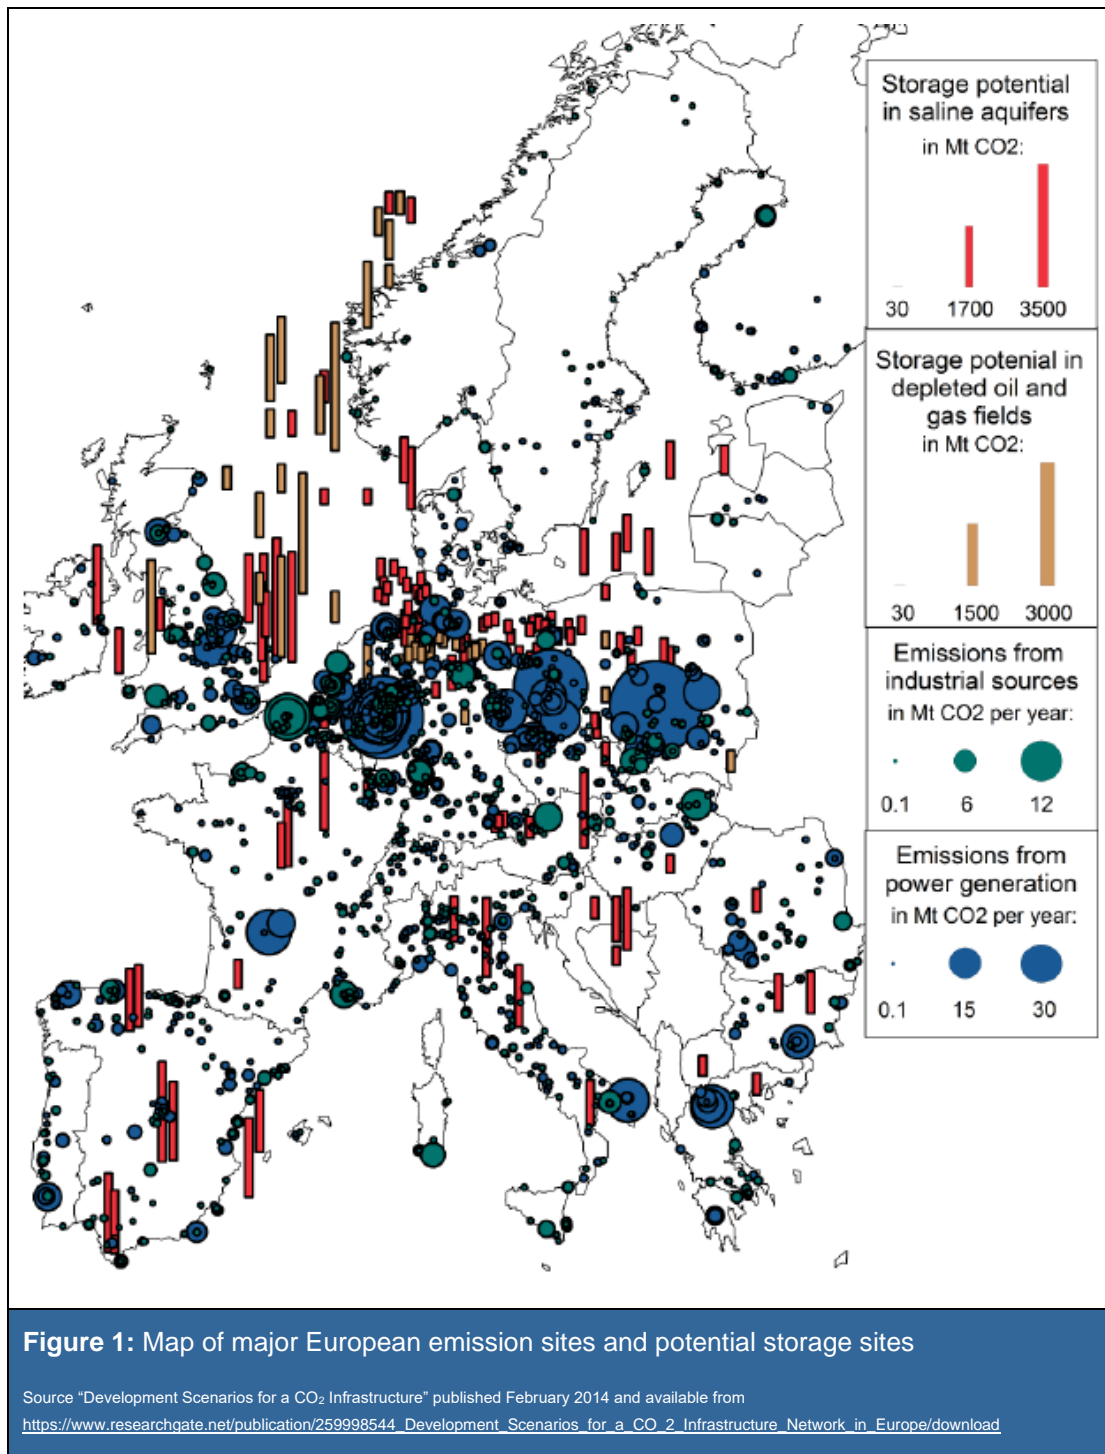 Storage potential
in saline aquifers
in Mt CO2:
30 1700 3500
Storage potenial in
depleted oil and
gas fields
in Mt CO2:
30 1500 3000
Emissions from
industrial sources
in Mt CO2 per year:
0.1 6 12
Emissions from
power generation
in Mt CO2 per year:
0.1 15 30
Figure 1: Map of major European emission sites and potential storage sites
Source “Development Scenarios for a CO₂ Infrastructure” published February 2014 and available from
https://www.researchgate.net/publication/259998544_Development_Scenarios_for_a_CO_2_Infrastructure_Network_in_Europe/download